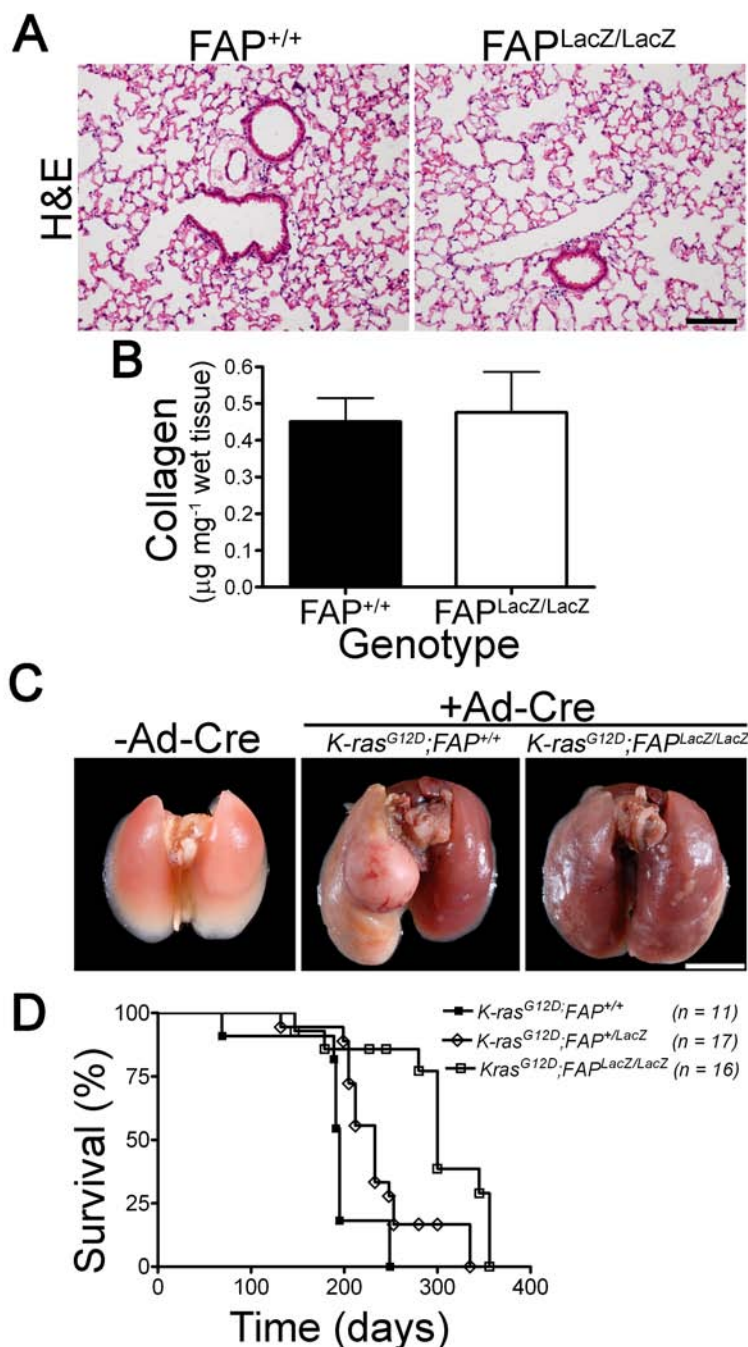 A
FAP+/+
FAPLacZ/LacZ
H&E
B
Collagen
(µg mg-1 wet tissue)
0.6
0.5
0.4
0.3
0.2
0.1
0.0
FAP+/+
FAPLacZ/LacZ
Genotype
C
+Ad-Cre
-Ad-Cre
K-rasG12D;FAP+/+
K-rasG12D;FAPLacZ/LacZ
D
Survival (%)
100
75
50
25
0
K-rasG12D;FAP+/+ (n = 11)
K-rasG12D;FAP+/LacZ (n = 17)
KrasG12D;FAPLacZ/LacZ (n = 16)
0 100 200 300 400
Time (days)